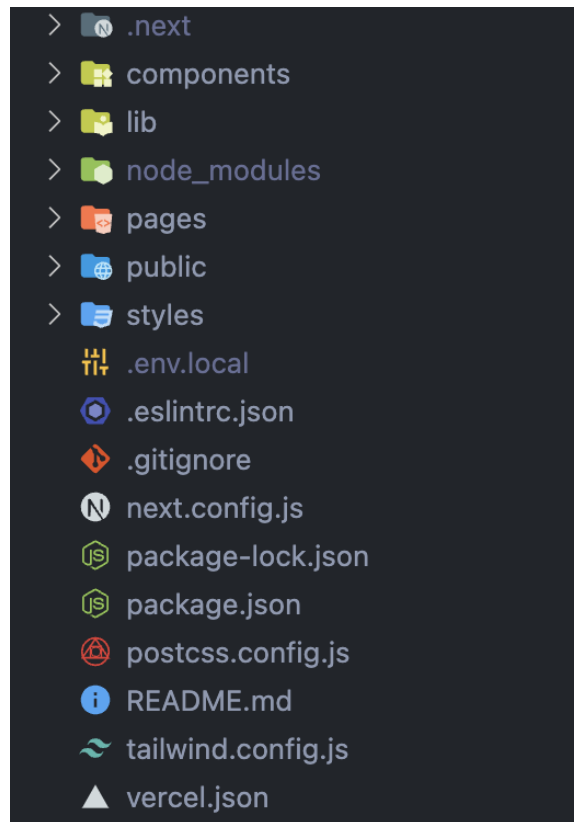 .next
components
lib
node_modules
pages
public
styles
.env.local
.eslintrc.json
.gitignore
next.config.js
package-lock.json
package.json
postcss.config.js
README.md
tailwind.config.js
vercel.json